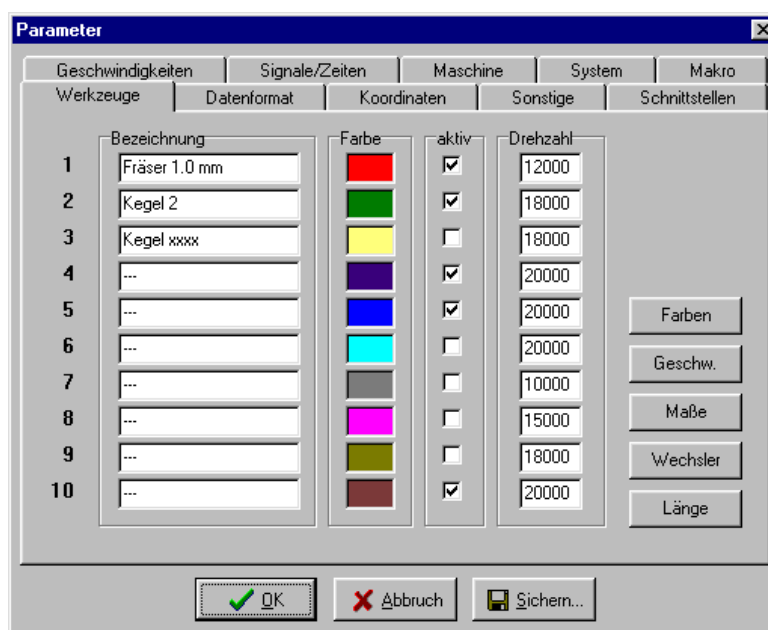 Parameter
Geschwindigkeiten Signale/Zeiten Maschine System Makro
Werkzeuge Datenformat Koordinaten Sonstige Schnittstellen
Bezeichnung Farbe aktiv Drehzahl
1 Fräser 1.0 mm 12000
2 Kegel 2 18000
3 Kegel xxxx 18000
4 --- 20000
5 --- 20000 Farben
6 --- 20000
Geschw.
7 --- 10000
8 --- 15000 Maße
9 --- 18000 Wechsler
10 --- 20000
Länge
OK Abbruch Sichern...